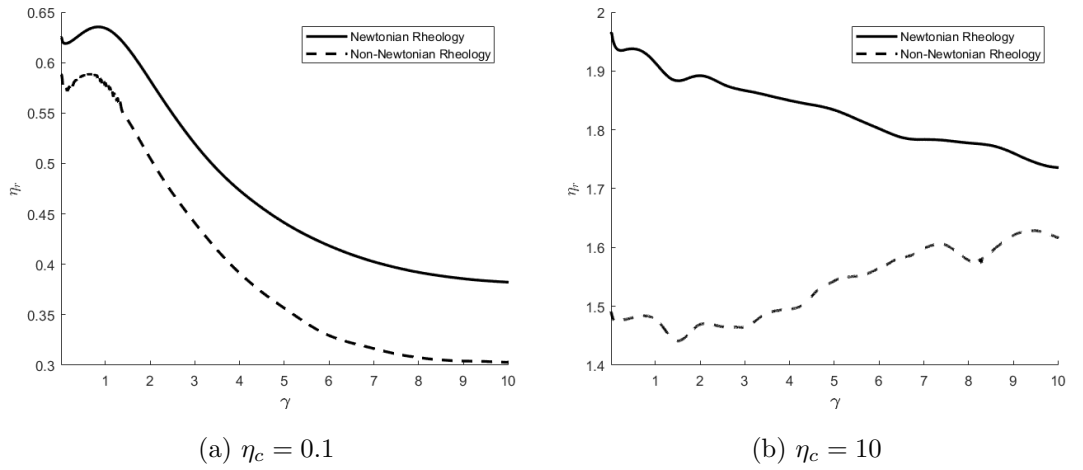 0.65
0.6
0.55
0.5
0.45
0.4
0.35
0.3
η_r
1 2 3 4 5 6 7 8 9 10
γ
Newtonian Rheology
Non-Newtonian Rheology
(a) η_c = 0.1
2
1.9
1.8
1.7
1.6
1.5
1.4
η_r
1 2 3 4 5 6 7 8 9 10
γ
Newtonian Rheology
Non-Newtonian Rheology
(b) η_c = 10